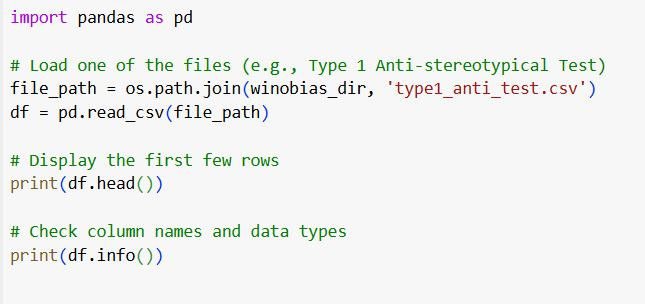 import pandas as pd
# Load one of the files (e.g., Type 1 Anti-stereotypical Test)
file_path = os.path.join(winobias_dir, 'type1_anti_test.csv')
df = pd.read_csv(file_path)
# Display the first few rows
print(df.head())
# Check column names and data types
print(df.info())